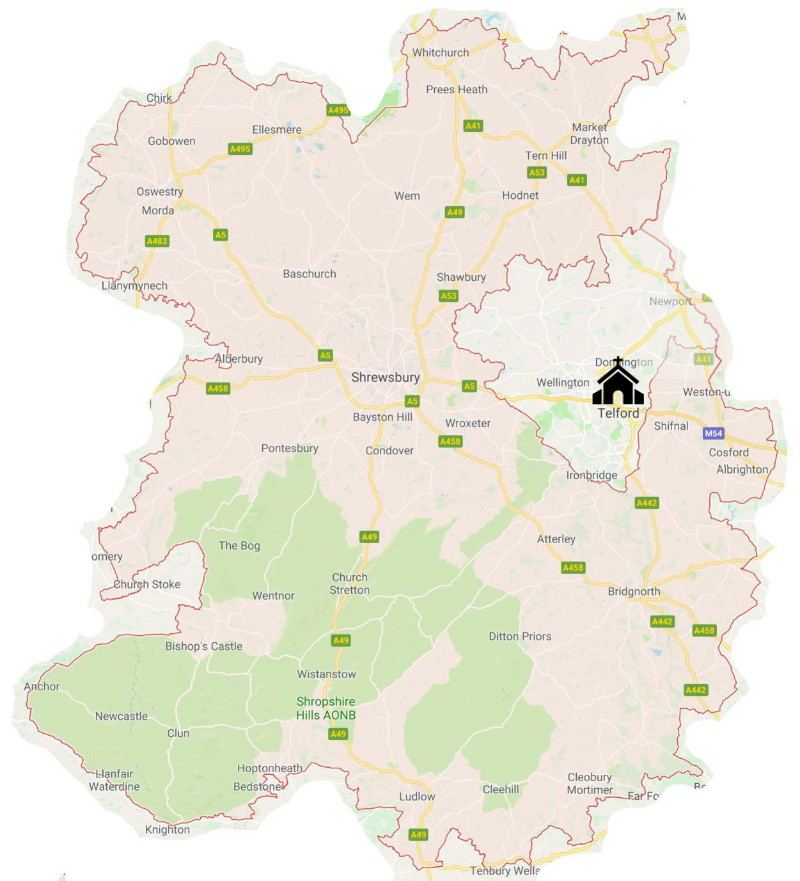 M
Whitchurch
Prees Heath
Chirk
A495
A41
Ellesmere
Market
Drayton
Gobowen
A495
Tern Hill
A53
A41
Oswestry
Wem
Hodnet
Morda
A49
A483
A5
Baschurch
Shawbury
Llanymynech
A53
Newport
Alberbury
A5
Donnington
A41
Shrewsbury
Wellington
A458
A5
Weston-u
A5
Telford
Bayston Hill
Wroxeter
Shifnal
A458
M54
Pontesbury
Condover
Cosford
Albrighton
Ironbridge
A442
A49
Atterley
The Bog
omery
A458
Church Stoke
Church
Stretton
Wentnor
Bridgnorth
A442
A458
Ditton Priors
A49
Bishop's Castle
Wistanstow
Anchor
A442
Shropshire
Hills AONB
Newcastle
Clun
A49
Hoptonheath
Llanfair
Waterdine
Bedstone
Cleobury
Mortimer
Cleehill
Ludlow
Far Fo
Be
Knighton
A49
Tenbury Wells